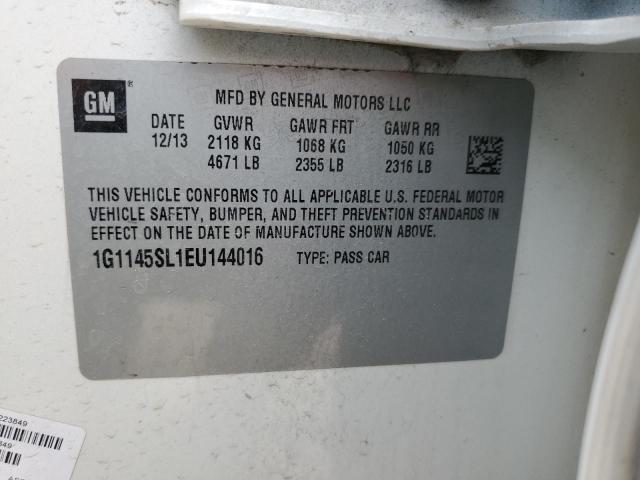 GM
®
MFD BY GENERAL MOTORS LLC
DATE GVWR GAWR FRT GAWR RR
12/13 2118 KG 1068 KG 1050 KG
4671 LB 2355 LB 2316 LB
THIS VEHICLE CONFORMS TO ALL APPLICABLE U.S. FEDERAL MOTOR
VEHICLE SAFETY, BUMPER, AND THEFT PREVENTION STANDARDS IN
EFFECT ON THE DATE OF MANUFACTURE SHOWN ABOVE.
1G1145SL1EU144016 TYPE: PASS CAR